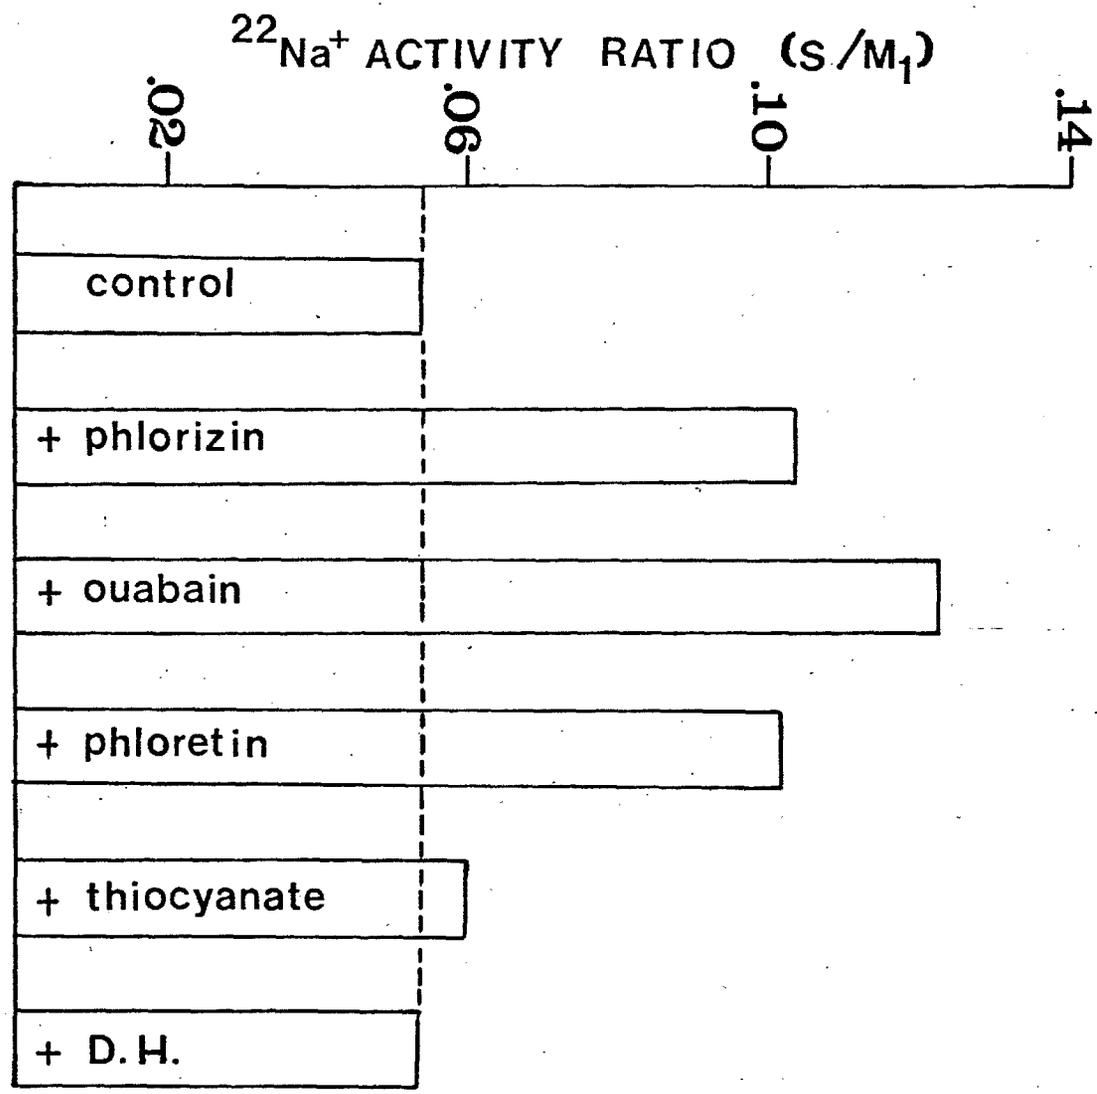 22Na+ ACTIVITY RATIO (S/M1)
.02 .06 .10 .14
control
+ phlorizin
+ ouabain
+ phloretin
+ thiocyanate
+ D.H.